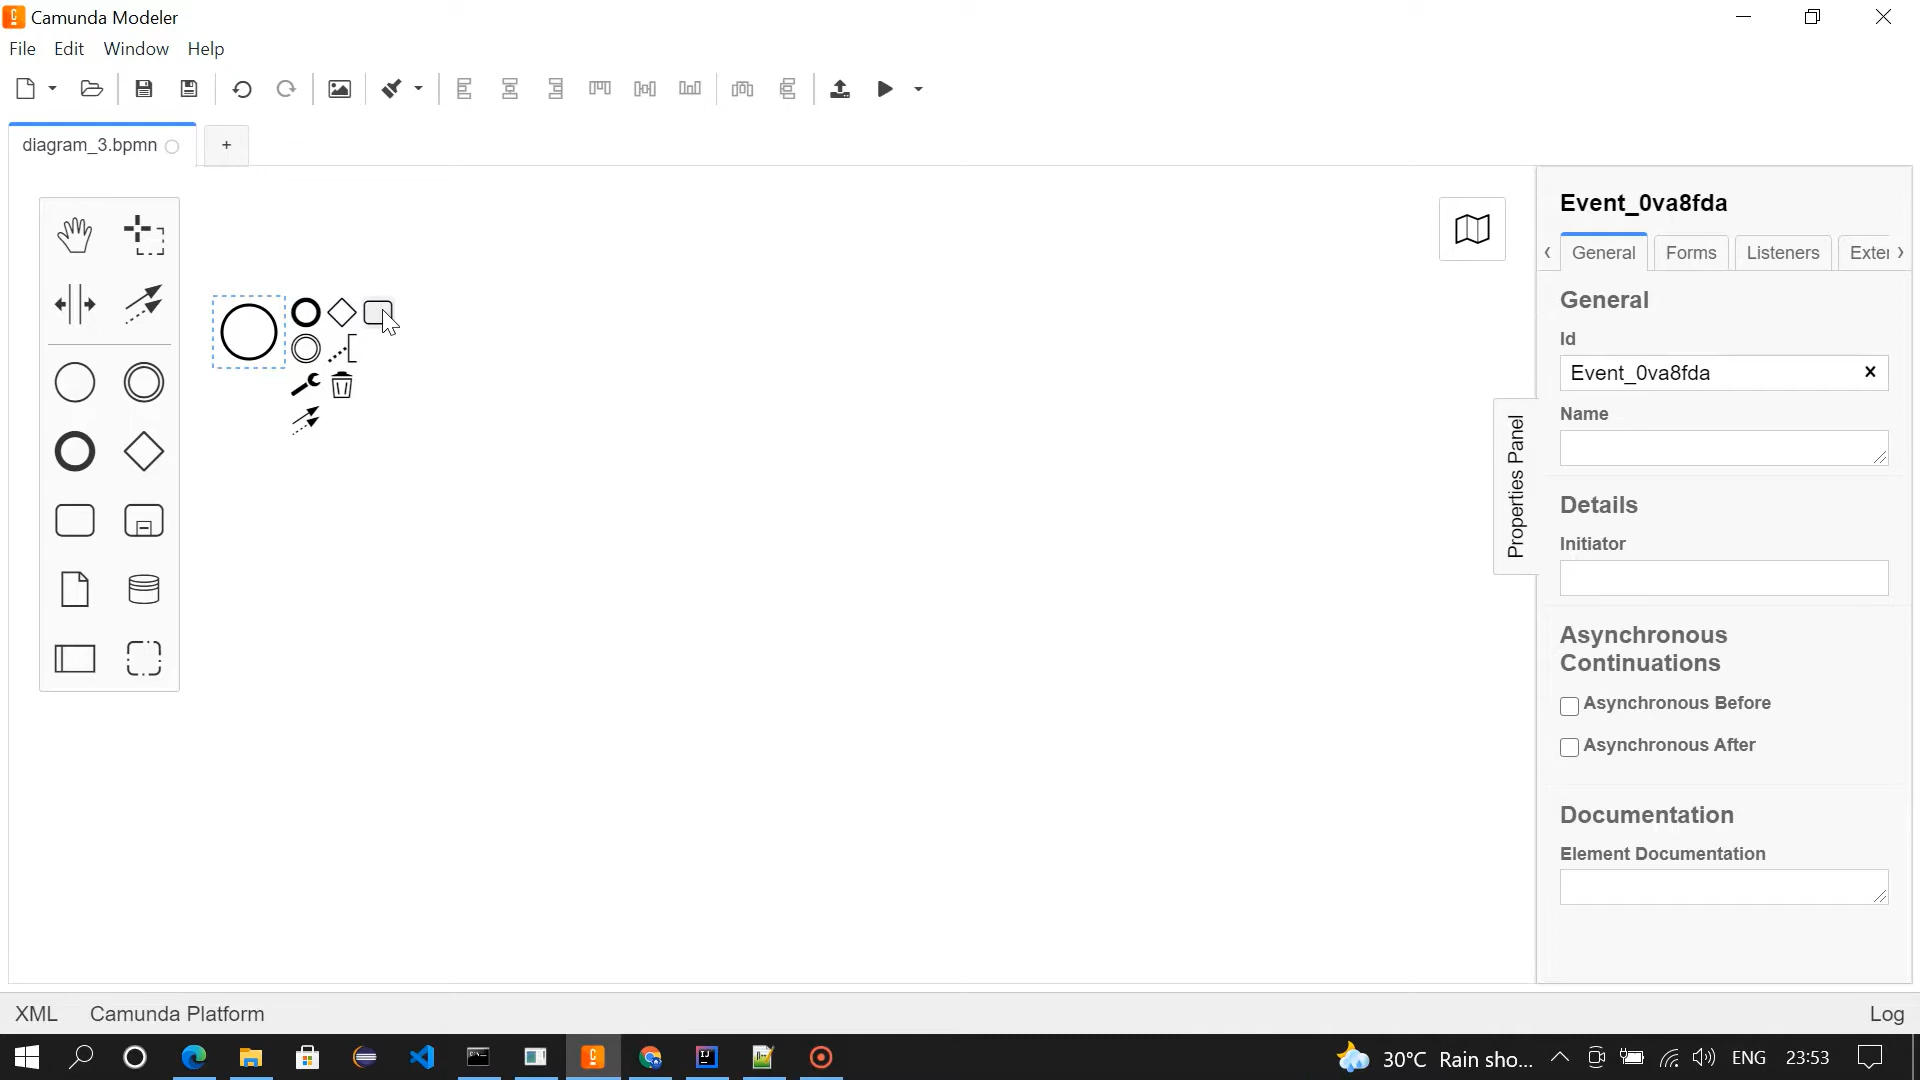 Camunda Modeler
File Edit Window Help
diagram_3.bpmn
+
Event_0va8fda
General Forms Listeners Exter
General
Id
Event_0va8fda
Name
Properties Panel
Details
Initiator
Asynchronous
Continuations
Asynchronous Before
Asynchronous After
Documentation
Element Documentation
XML Camunda Platform Log
30°C Rain sho... ENG 23:53